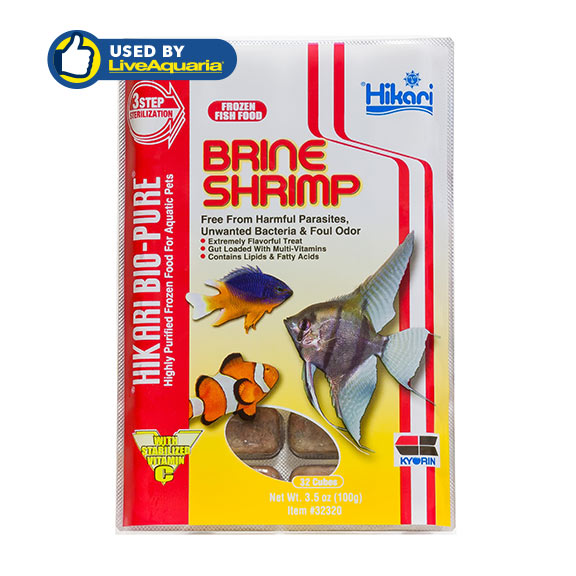 USED BY
LiveAquaria®
3 STEP
STERILIZATION
FROZEN
FISH FOOD
®Hikari
HIKARI BIO-PURE®
Highly Purified Frozen Food For Aquatic Pets
BRINE
SHRIMP
Free From Harmful Parasites,
Unwanted Bacteria & Foul Odor
• Extremely Flavorful Treat
• Gut Loaded With Multi-Vitamins
• Contains Lipids & Fatty Acids
WITH
STABILIZED
VITAMIN
C
KYORIN
32 Cubes
Net Wt. 3.5 oz (100g)
Item #32320